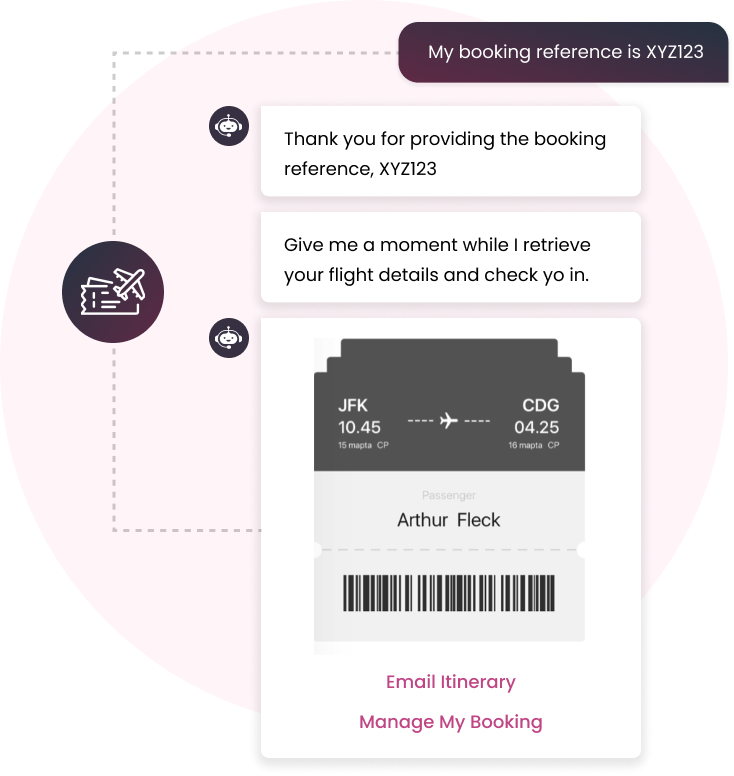 My booking reference is XYZ123
Thank you for providing the booking
reference, XYZ123
Give me a moment while I retrieve
your flight details and check yo in.
JFK
CDG
10.45
04.25
15 марта СР
16 марта СР
Passenger
Arthur Fleck
Email Itinerary
Manage My Booking